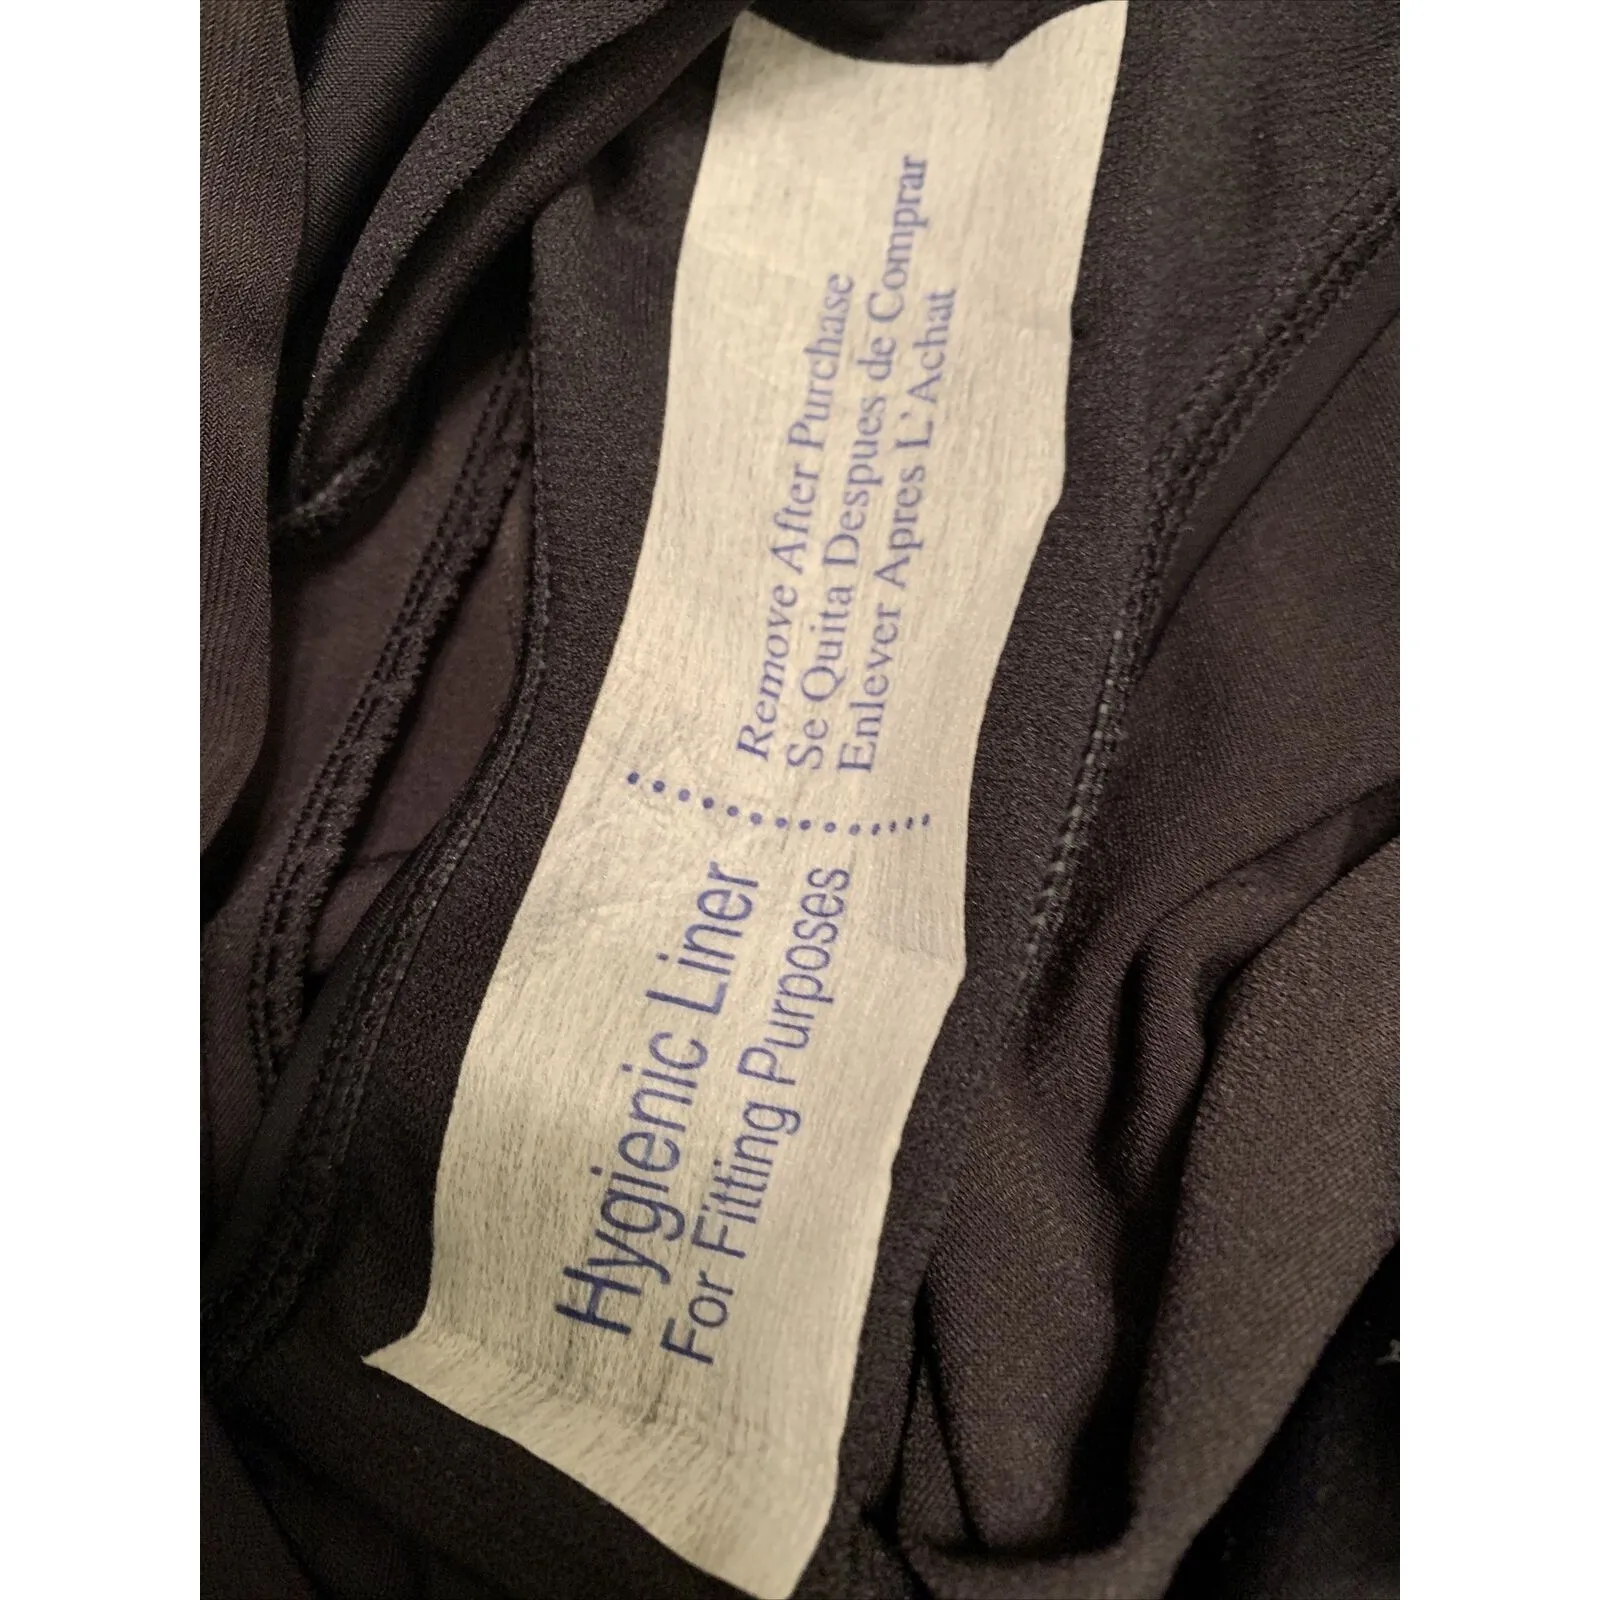 Hygienic Liner
For Fitting Purposes
Remove After Purchase
Se Quita Despues de Comprar
Enlever Apres L'Achat